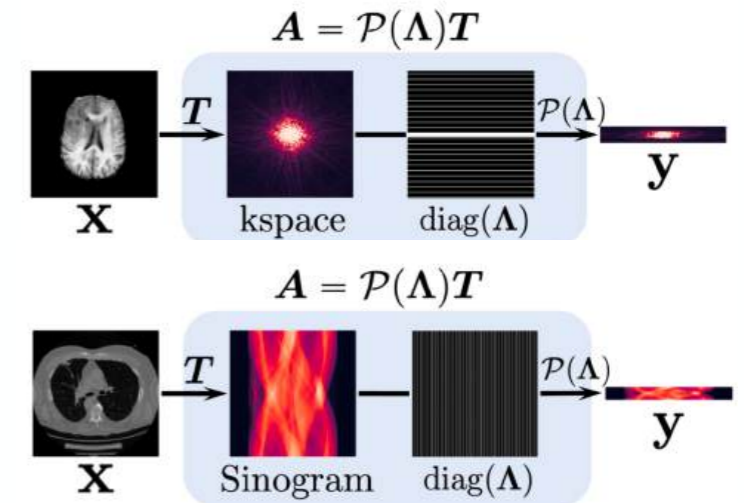 A = P(Λ)T
T
P(Λ)
x
kspace
diag(Λ)
y
A = P(Λ)T
T
P(Λ)
x
Sinogram
diag(Λ)
y